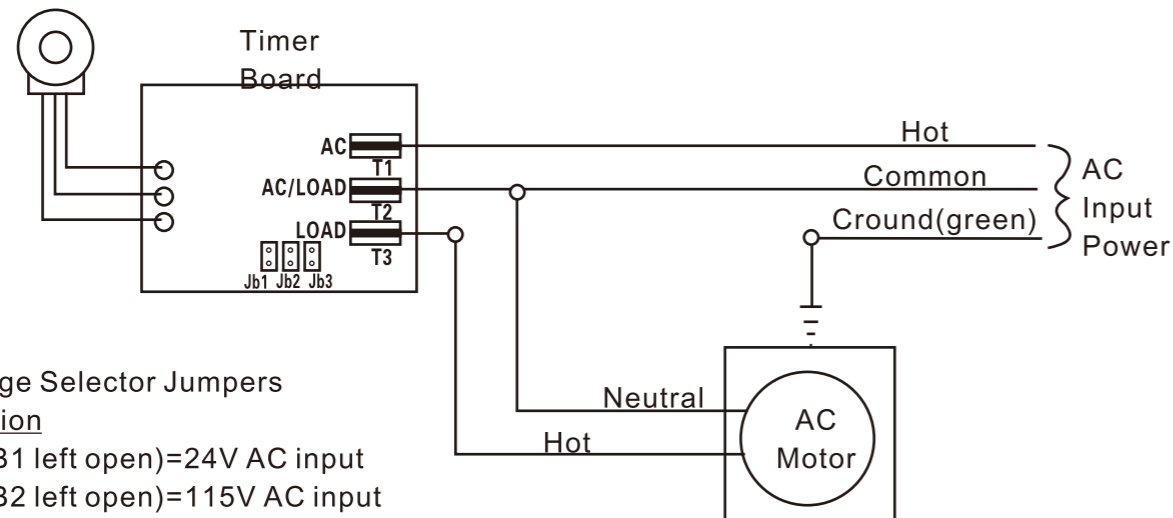 Timer
Board
AC
T1
AC/LOAD
T2
LOAD
T3
Jb1 Jb2 Jb3
Hot
Common
Cround(green)
AC
Input
Power
Neutral
Hot
AC
Motor
ge Selector Jumpers
ion
31 left open)=24V AC input
32 left open)=115V AC input